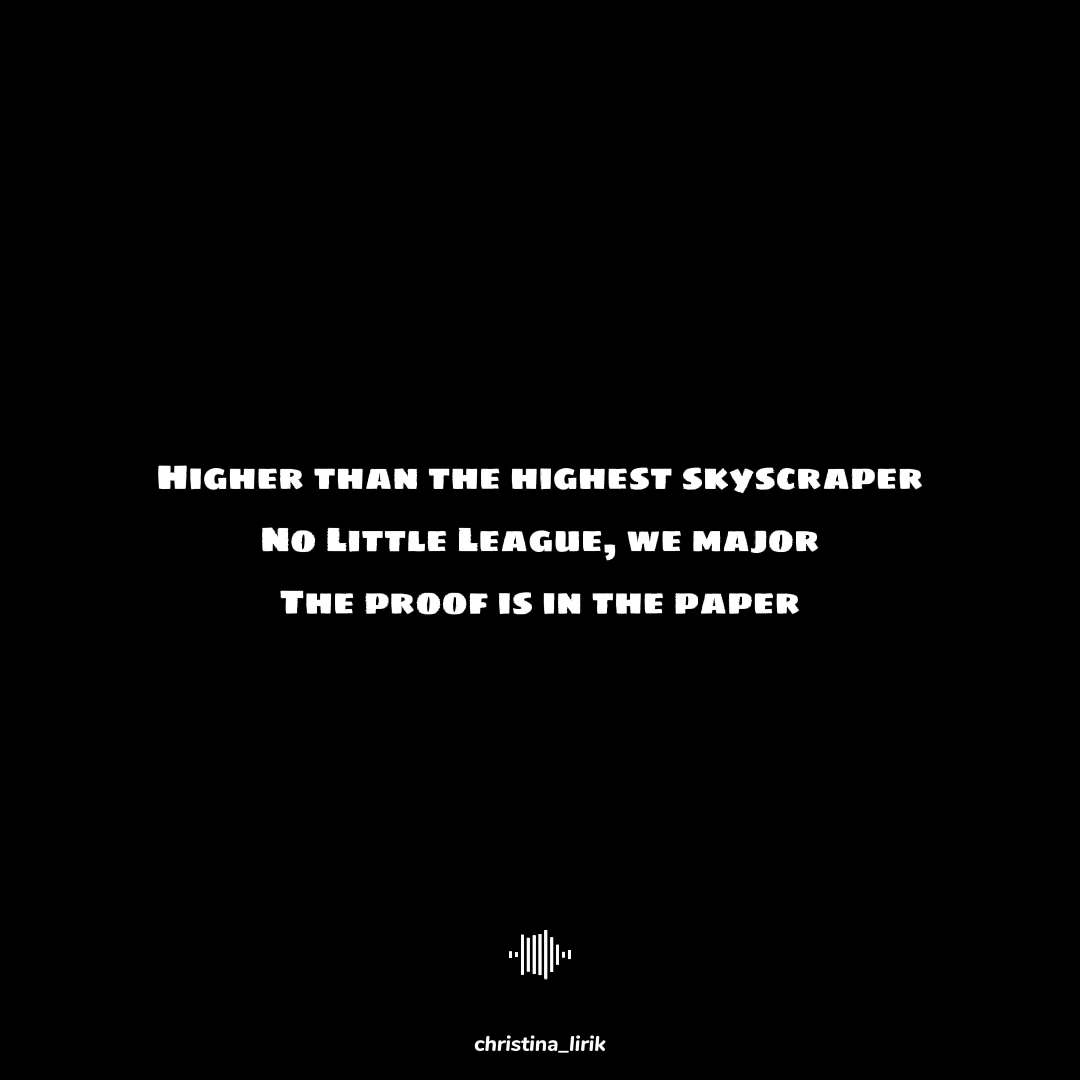 Higher than the highest skyscraper
No Little League, we major
The proof is in the paper
christina_lirik